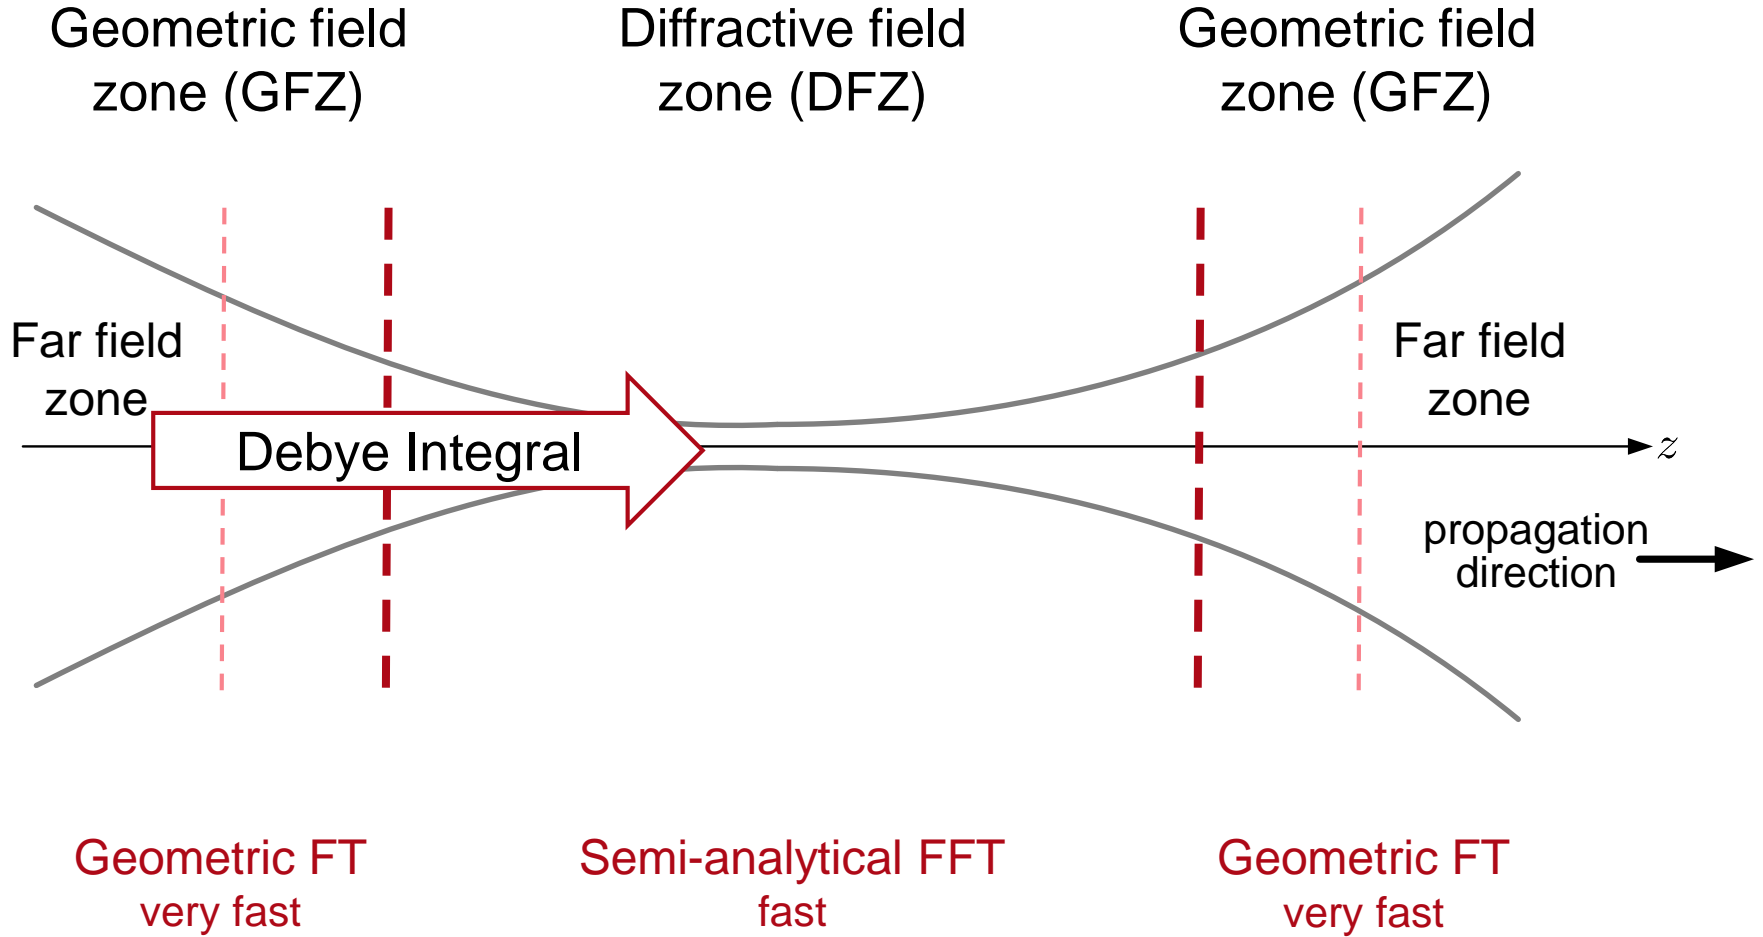 Geometric field
zone (GFZ)
Diffractive field
zone (DFZ)
Geometric field
zone (GFZ)
Far field
zone
Debye Integral
Far field
zone
z
propagation
direction
Geometric FT
very fast
Semi-analytical FFT
fast
Geometric FT
very fast